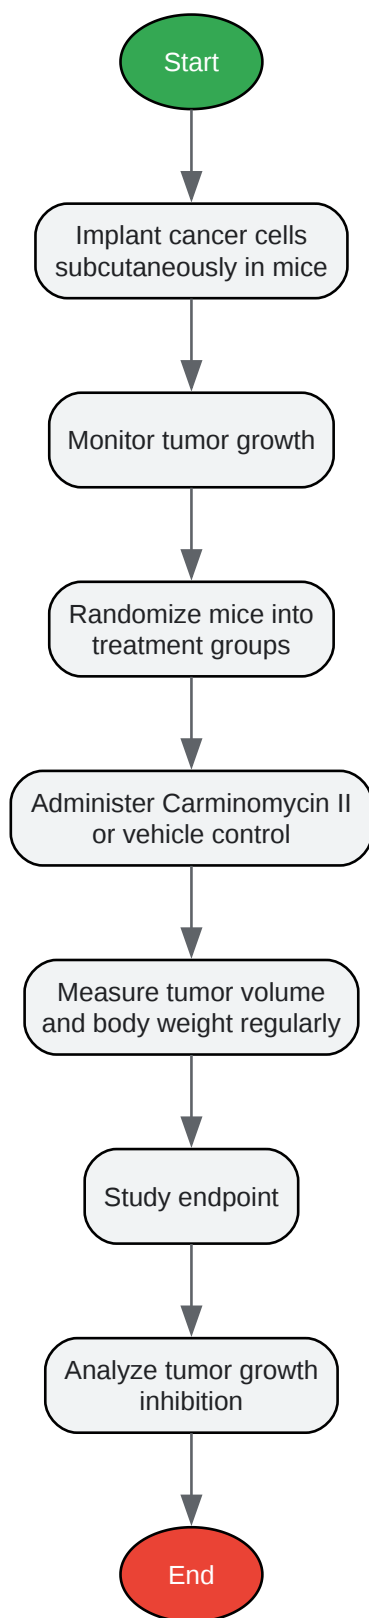 Start
Implant cancer cells
subcutaneously in mice
Monitor tumor growth
Randomize mice into
treatment groups
Administer Carminomycin II
or vehicle control
Measure tumor volume
and body weight regularly
Study endpoint
Analyze tumor growth
inhibition
End